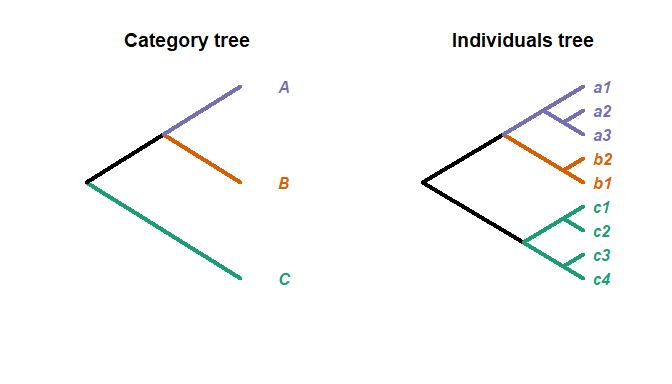 Category tree
A
B
C
Individuals tree
a1
a2
a3
b2
b1
c1
c2
c3
c4